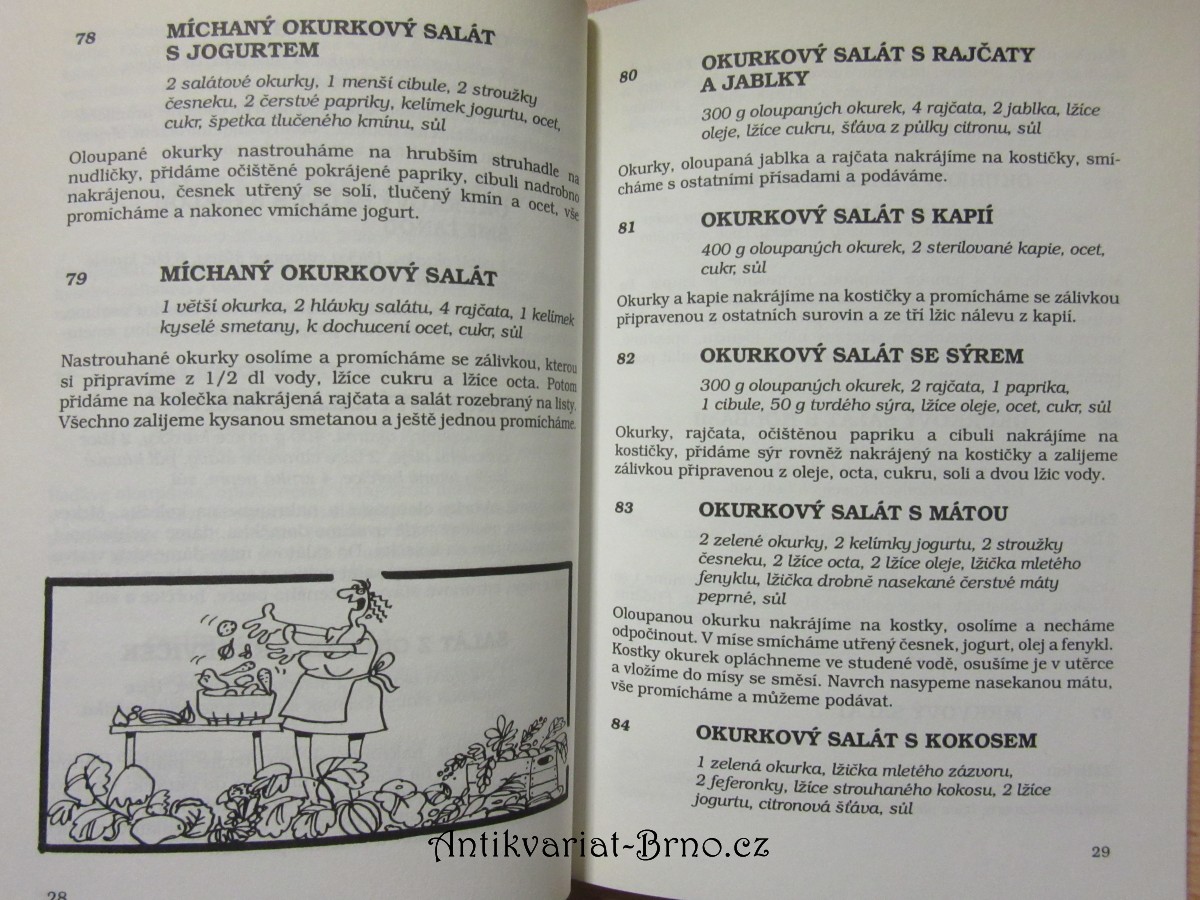 78
MÍCHANÝ OKURKOVÝ SALÁT
S JOGURTEM
2 salátové okurky, 1 menší cibule, 2 stroužky
česneku, 2 čerstvé papriky, kelímek jogurtu, ocet,
cukr, špetka tlučeného kmínu, sůl
Oloupané okurky nastrouháme na hrubším struhadle na
nudličky, přidáme očištěné pokrájené papriky, cibuli nadrobno
nakrájenou, česnek utřený se solí, tlučený kmín a ocet, vše
promícháme a nakonec vmícháme jogurt.
79
MÍCHANÝ OKURKOVÝ SALÁT
1 větší okurka, 2 hlávky salátu, 4 rajčata, 1 kelímek
kyselé smetany, k dochucení ocet, cukr, sůl
Nastrouhané okurky osolíme a promícháme se zálivkou, kterou
si připravíme z 1/2 dl vody, lžíce cukru a lžíce octa. Potom
přidáme na kolečka nakrájená rajčata a salát rozebraný na listy.
Všechno zalijeme kysanou smetanou a ještě jednou promícháme.
28
80
OKURKOVÝ SALÁT S RAJČATY
A JABLKY
300 g oloupaných okurek, 4 rajčata, 2 jablka, lžíce
oleje, lžíce cukru, šťáva z půlky citronu, sůl
Okurky, oloupaná jablka a rajčata nakrájíme na kostičky, smí-
cháme s ostatními přísadami a podáváme.
81
OKURKOVÝ SALÁT S KAPIÍ
400 g oloupaných okurek, 2 sterilované kapie, ocet,
cukr, sůl
Okurky a kapie nakrájíme na kostičky a promícháme se zálivkou
připravenou z ostatních surovin a ze tří lžic nálevu z kapií.
82
OKURKOVÝ SALÁT SE SÝREM
300 g oloupaných okurek, 2 rajčata, 1 paprika,
1 cibule, 50 g tvrdého sýra, lžíce oleje, ocet, cukr, sůl
Okurky, rajčata, očištěnou papriku a cibuli nakrájíme na
kostičky, přidáme sýr rovněž nakrájený na kostičky a zalijeme
zálivkou připravenou z oleje, octa, cukru, soli a dvou lžic vody.
83
OKURKOVÝ SALÁT S MÁTOU
2 zelené okurky, 2 kelímky jogurtu, 2 stroužky
česneku, 2 lžíce octa, 2 lžíce oleje, lžička mletého
fenyklu, lžička drobně nasekané čerstvé máty
peprné, sůl
Oloupanou okurku nakrájíme na kostky, osolíme a necháme
odpočinout. V míse smícháme utřený česnek, jogurt, olej a fenykl.
Kostky okurek opláchneme ve studené vodě, osušíme je v utěrce
a vložíme do mísy se směsí. Navrch nasypeme nasekanou mátu,
vše promícháme a můžeme podávat.
84
OKURKOVÝ SALÁT S KOKOSEM
1 zelená okurka, lžička mletého zázvoru,
2 feferonky, lžíce strouhaného kokosu, 2 lžíce
jogurtu, citronová šťáva, sůl
29
Antikvariat-Brno.cz